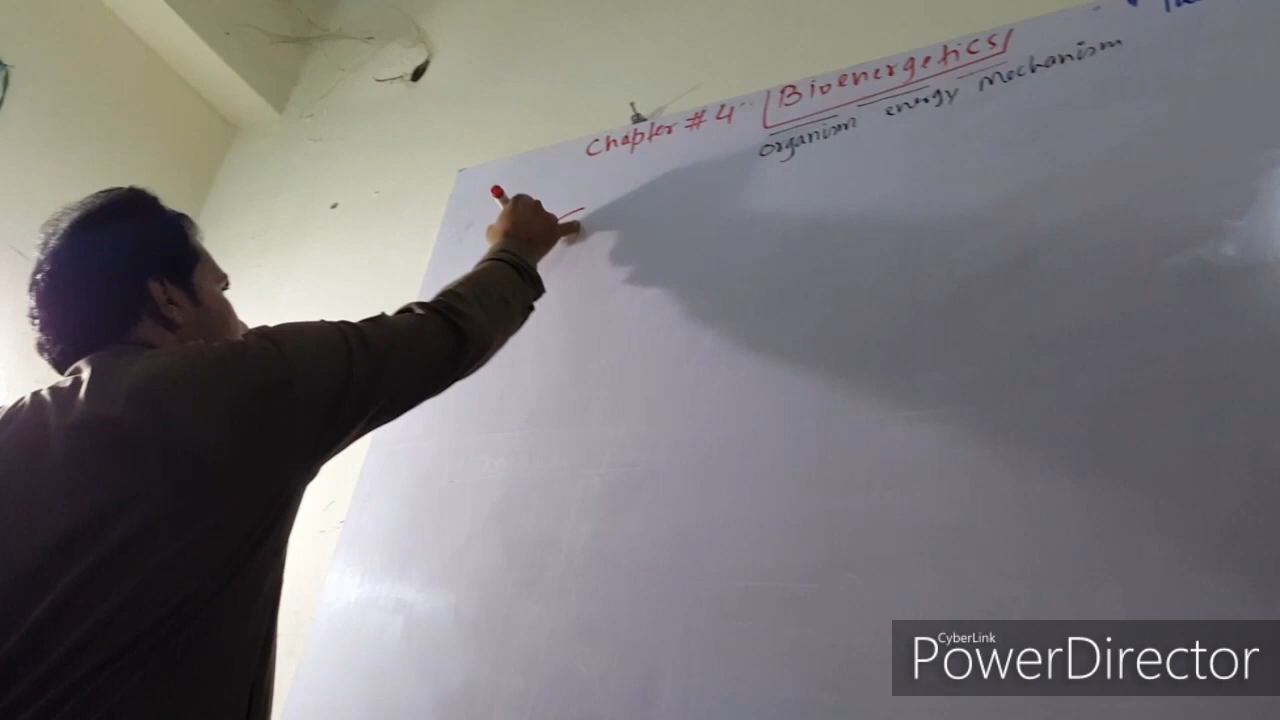 Chapter # 4 Bioenergetics
organism energy Mechanism
CyberLink
PowerDirector